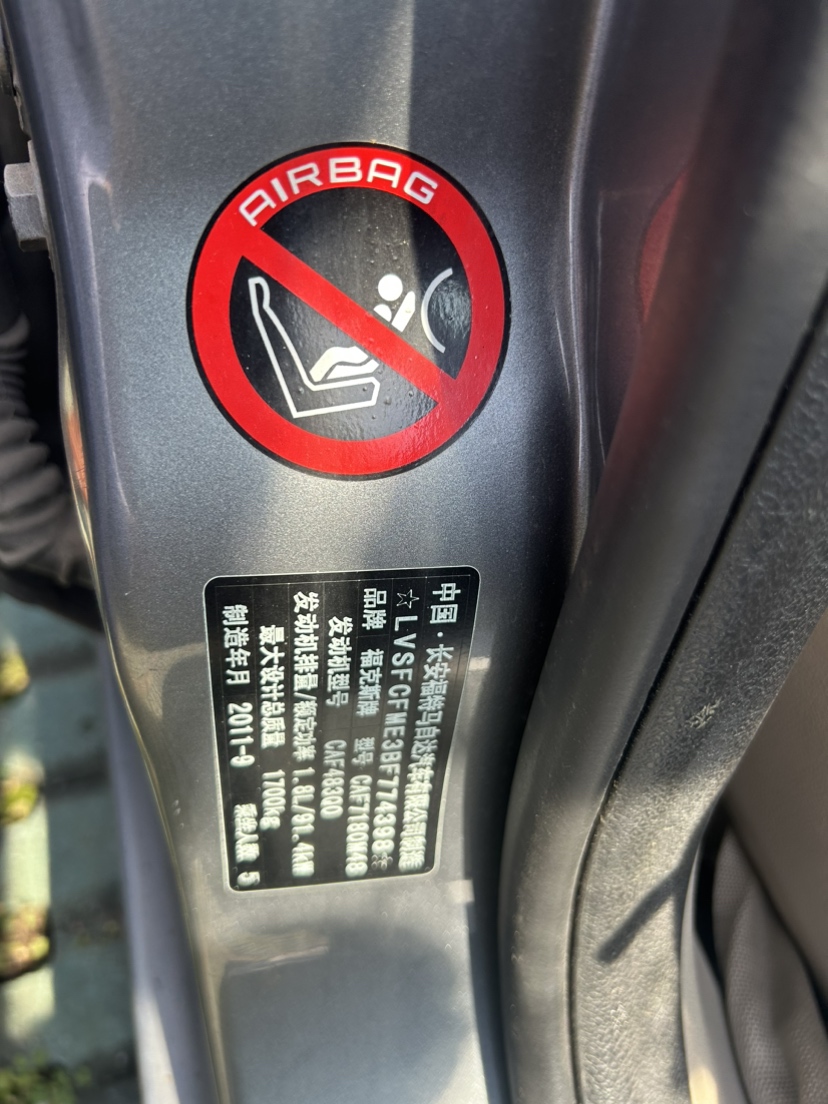 AIRBAG
中国·长安福特马自达汽车有限公司制造
☆LVSFCFME3BF774398☆
品牌 福克斯牌 型号 CAF7180M48
发动机型号 CAF483Q0
发动机排量/额定功率 1.8L/91.4kW
最大设计总质量 1700kg
制造年月 2011-9 乘坐人数 5